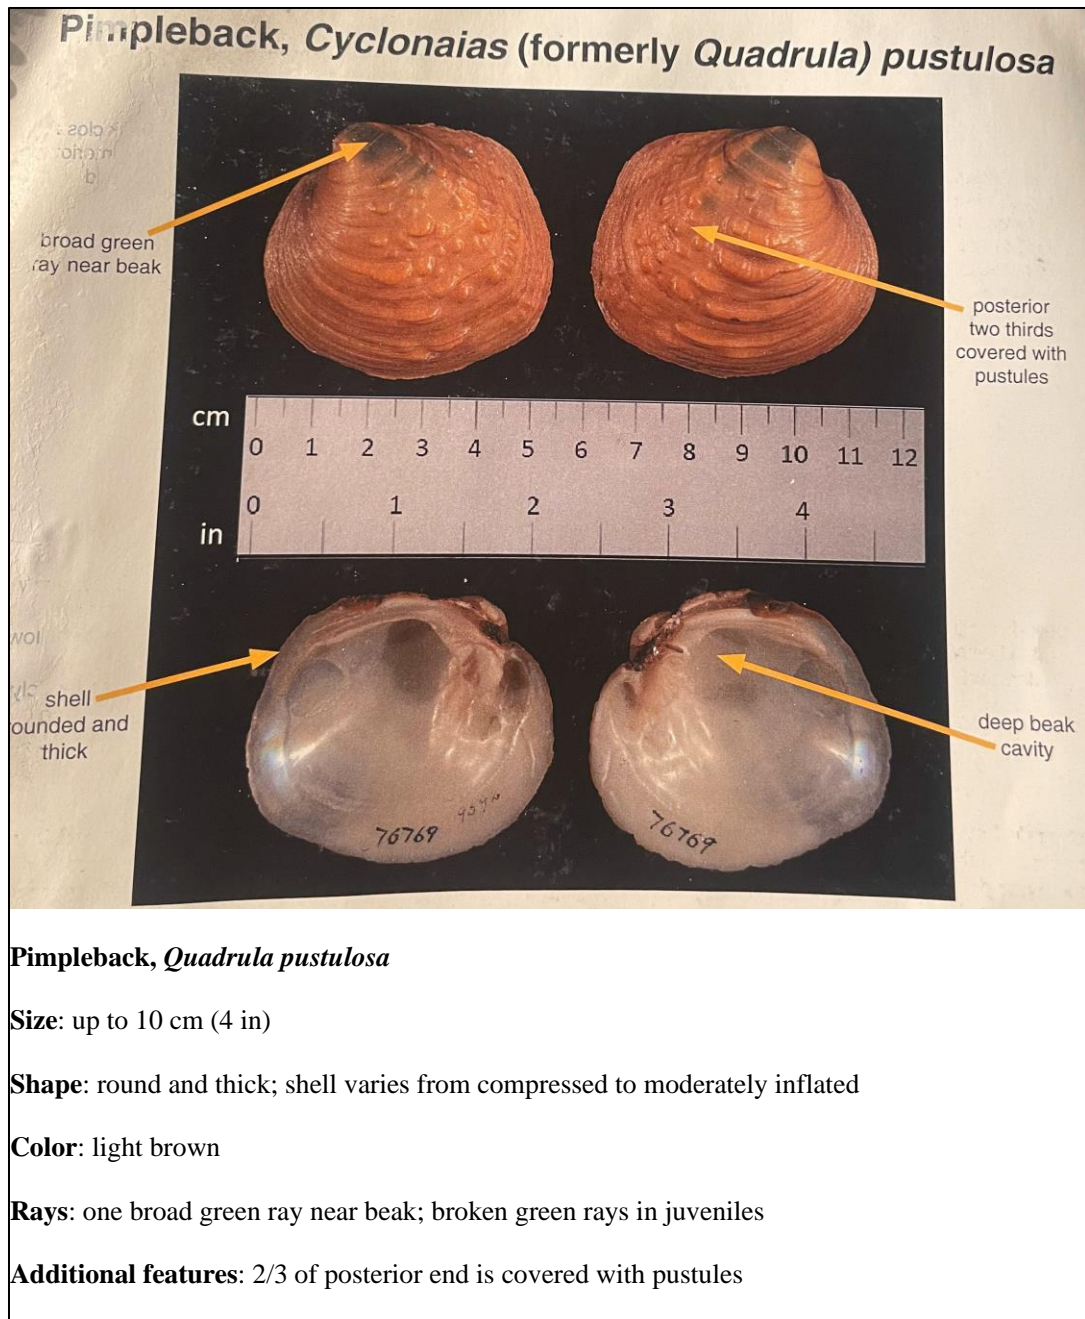 Pimpleback, Cyclonaias (formerly Quadrula) pustulosa
broad green
ray near beak
posterior
two thirds
covered with
pustules
cm
0 1 2 3 4 5 6 7 8 9 10 11 12
0 1 2 3 4
in
shell
rounded and
thick
deep beak
cavity
76769
76769
Pimpleback, Quadrula pustulosa
Size: up to 10 cm (4 in)
Shape: round and thick; shell varies from compressed to moderately inflated
Color: light brown
Rays: one broad green ray near beak; broken green rays in juveniles
Additional features: 2/3 of posterior end is covered with pustules